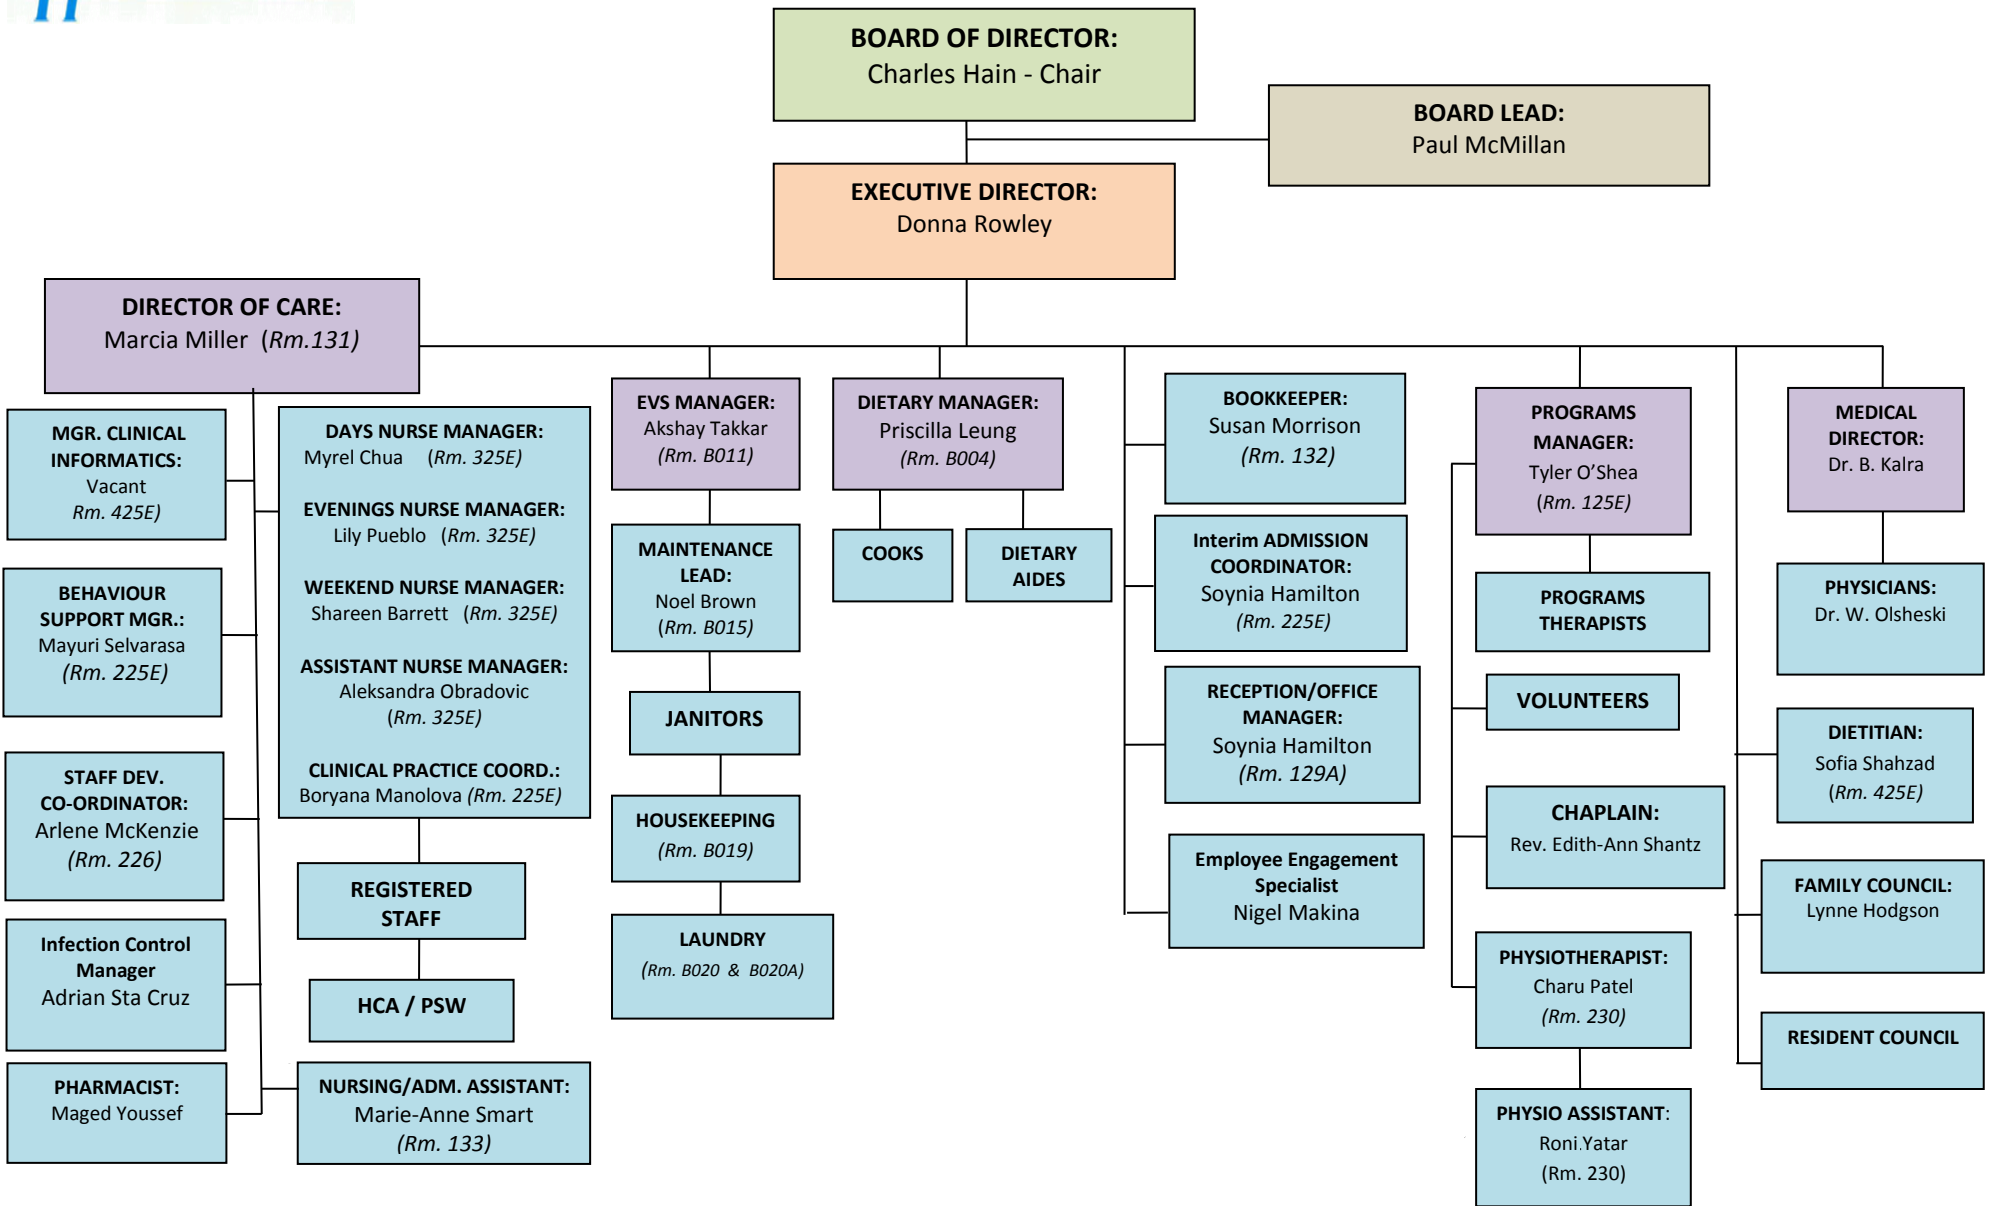 BOARD OF DIRECTOR:
Charles Hain - Chair
BOARD LEAD:
Paul McMillan
EXECUTIVE DIRECTOR:
Donna Rowley
DIRECTOR OF CARE:
Marcia Miller (Rm.131)
MGR. CLINICAL
INFORMATICS:
Vacant
Rm. 425E)
BEHAVIOUR
SUPPORT MGR.:
Mayuri Selvarasa
(Rm. 225E)
STAFF DEV.
CO-ORDINATOR:
Arlene McKenzie
(Rm. 226)
Infection Control
Manager
Adrian Sta Cruz
PHARMACIST:
Maged Youssef
DAYS NURSE MANAGER:
Myrel Chua (Rm. 325E)
EVENINGS NURSE MANAGER:
Lily Pueblo (Rm. 325E)
WEEKEND NURSE MANAGER:
Shareen Barrett (Rm. 325E)
ASSISTANT NURSE MANAGER:
Aleksandra Obradovic
(Rm. 325E)
CLINICAL PRACTICE COORD.:
Boryana Manolova (Rm. 225E)
REGISTERED
STAFF
HCA / PSW
NURSING/ADM. ASSISTANT:
Marie-Anne Smart
(Rm. 133)
EVS MANAGER:
Akshay Takkar
(Rm. B011)
MAINTENANCE
LEAD:
Noel Brown
(Rm. B015)
JANITORS
HOUSEKEEPING
(Rm. B019)
LAUNDRY
(Rm. B020 & B020A)
DIETARY MANAGER:
Priscilla Leung
(Rm. B004)
COOKS
DIETARY
AIDES
BOOKKEEPER:
Susan Morrison
(Rm. 132)
Interim ADMISSION
COORDINATOR:
Soynia Hamilton
(Rm. 225E)
RECEPTION/OFFICE
MANAGER:
Soynia Hamilton
(Rm. 129A)
Employee Engagement
Specialist
Nigel Makina
PROGRAMS
MANAGER:
Tyler O’Shea
(Rm. 125E)
PROGRAMS
THERAPISTS
VOLUNTEERS
CHAPLAIN:
Rev. Edith-Ann Shantz
PHYSIOTHERAPIST:
Charu Patel
(Rm. 230)
PHYSIO ASSISTANT:
Roni.Yatar
(Rm. 230)
MEDICAL
DIRECTOR:
Dr. B. Kalra
PHYSICIANS:
Dr. W. Olsheski
DIETITIAN:
Sofia Shahzad
(Rm. 425E)
FAMILY COUNCIL:
Lynne Hodgson
RESIDENT COUNCIL